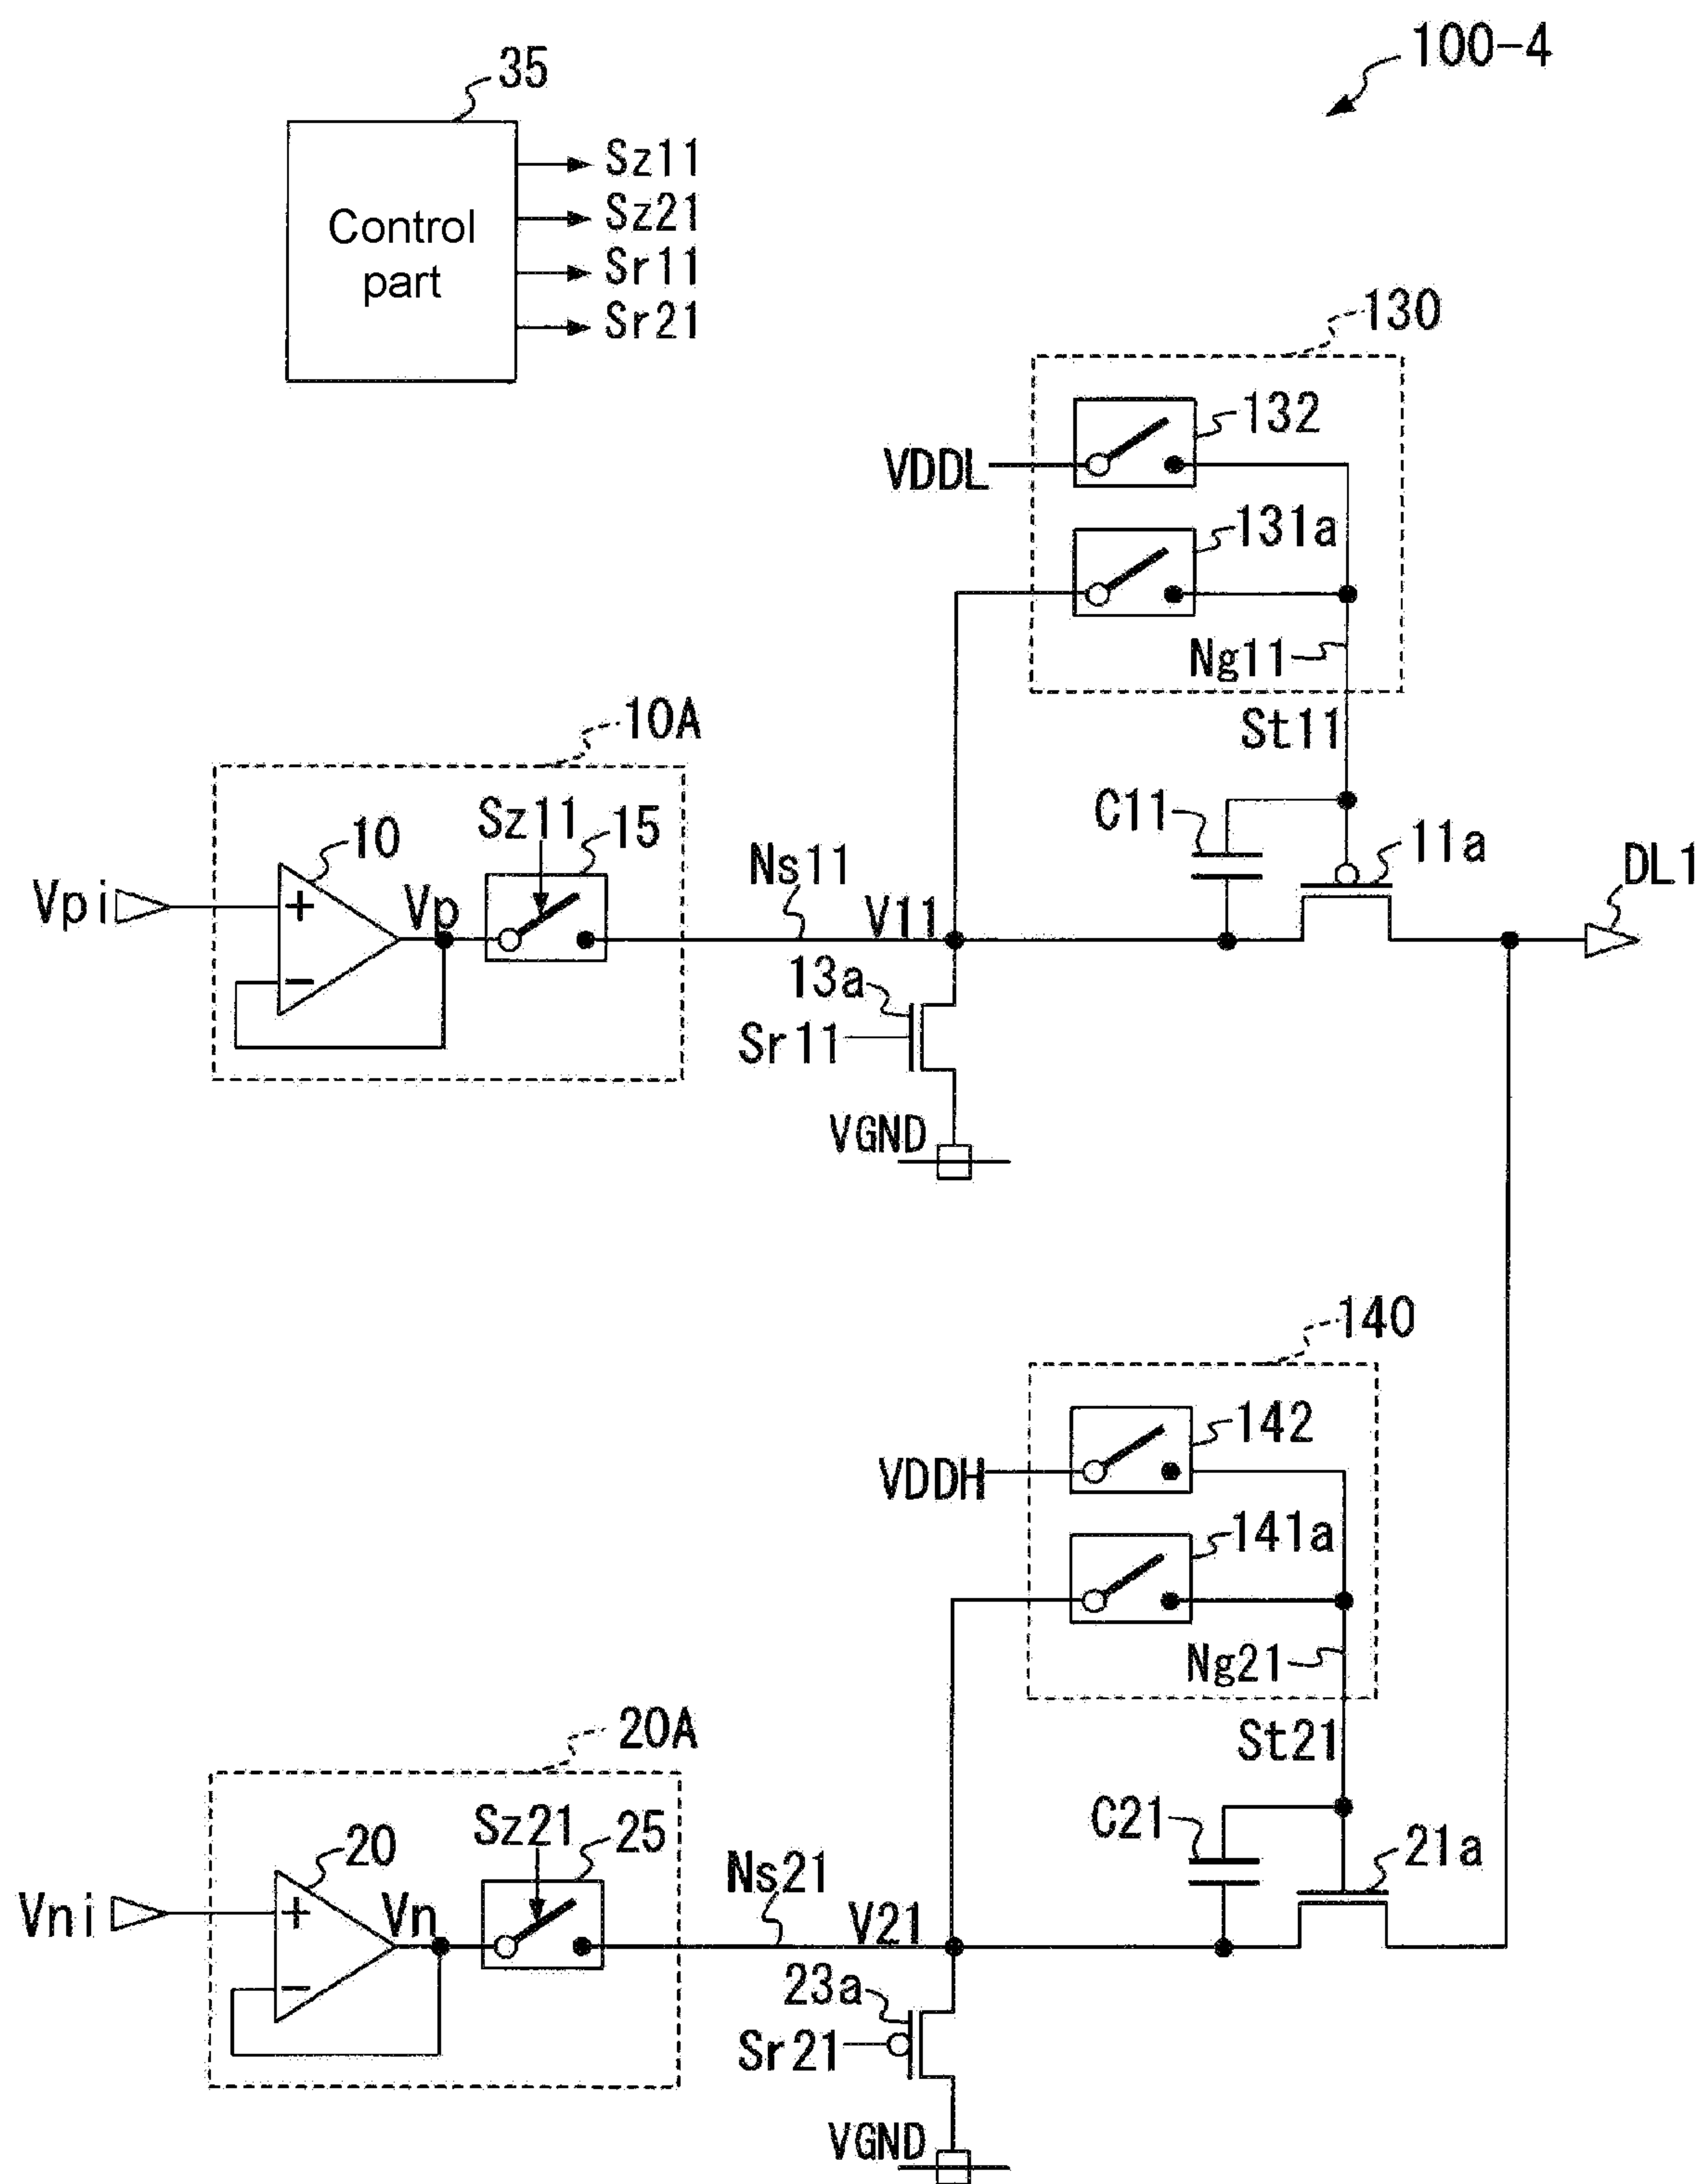 100-4
35
Control
part
Sz11
Sz21
Sr11
Sr21
130
132
VDDL
131a
Ng11
St11
10A
C11
11a
DL1
Sz11
15
10
Vpi
+
−
Vp
Ns11
V11
13a
Sr11
VGND
140
142
VDDH
141a
Ng21
St21
20A
C21
21a
Sz21
25
20
Vni
+
−
Vn
Ns21
V21
23a
Sr21
VGND